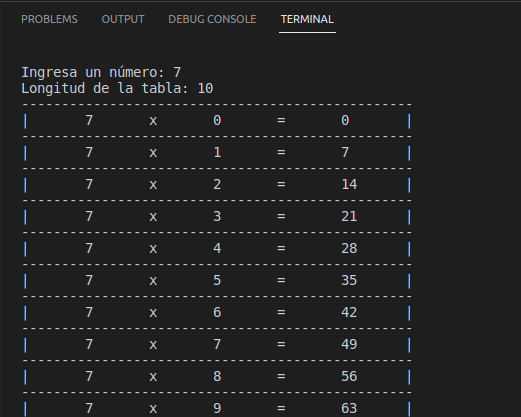 PROBLEMS OUTPUT DEBUG CONSOLE TERMINAL
Ingresa un número: 7
Longitud de la tabla: 10
-------------------------------------------------
| 7 x 0 = 0 |
-------------------------------------------------
| 7 x 1 = 7 |
-------------------------------------------------
| 7 x 2 = 14 |
-------------------------------------------------
| 7 x 3 = 21 |
-------------------------------------------------
| 7 x 4 = 28 |
-------------------------------------------------
| 7 x 5 = 35 |
-------------------------------------------------
| 7 x 6 = 42 |
-------------------------------------------------
| 7 x 7 = 49 |
-------------------------------------------------
| 7 x 8 = 56 |
-------------------------------------------------
| 7 x 9 = 63 |